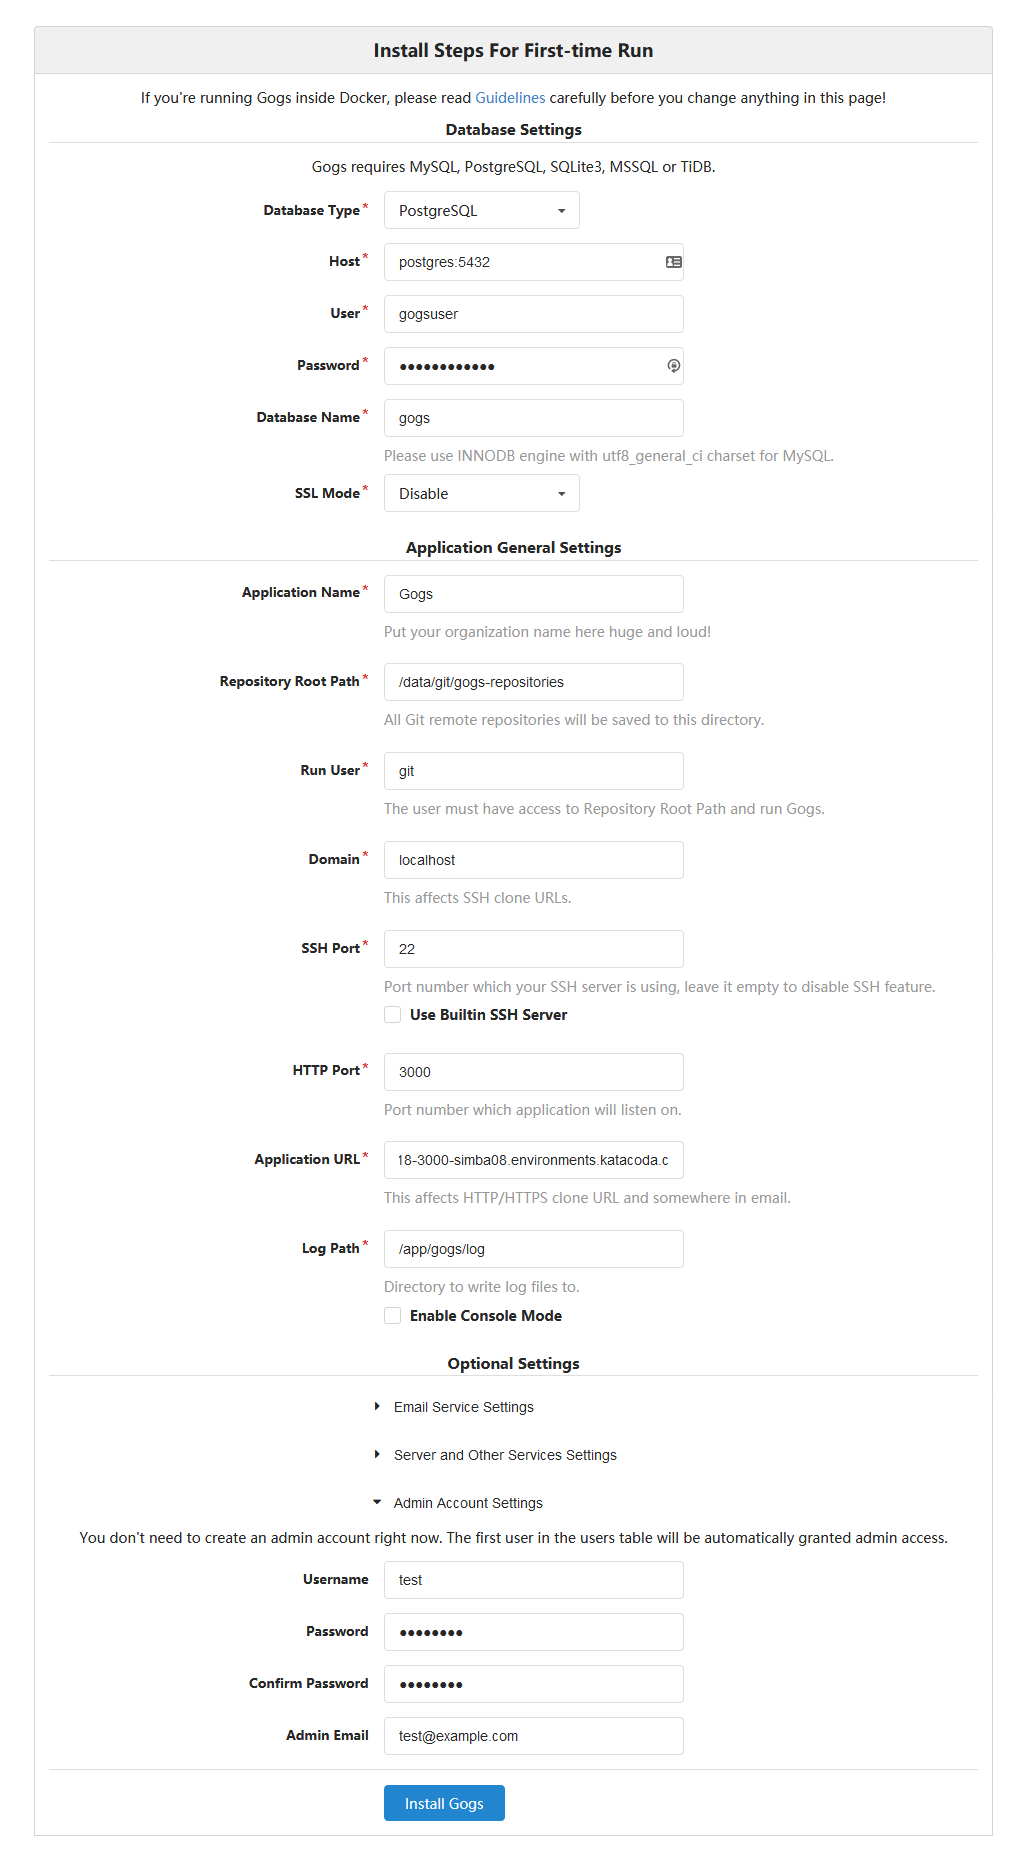 Install Steps For First-time Run
If you're running Gogs inside Docker, please read Guidelines carefully before you change anything in this page!
Database Settings
Gogs requires MySQL, PostgreSQL, SQLite3, MSSQL or TiDB.
Database Type* PostgreSQL
Host* postgres:5432
User* gogsuser
Password* ●●●●●●●●●●●●
Database Name* gogs
Please use INNODB engine with utf8_general_ci charset for MySQL.
SSL Mode* Disable
Application General Settings
Application Name* Gogs
Put your organization name here huge and loud!
Repository Root Path* /data/git/gogs-repositories
All Git remote repositories will be saved to this directory.
Run User* git
The user must have access to Repository Root Path and run Gogs.
Domain* localhost
This affects SSH clone URLs.
SSH Port* 22
Port number which your SSH server is using, leave it empty to disable SSH feature.
Use Builtin SSH Server
HTTP Port* 3000
Port number which application will listen on.
Application URL* 18-3000-simba08.environments.katacoda.c
This affects HTTP/HTTPS clone URL and somewhere in email.
Log Path* /app/gogs/log
Directory to write log files to.
Enable Console Mode
Optional Settings
Email Service Settings
Server and Other Services Settings
Admin Account Settings
You don't need to create an admin account right now. The first user in the users table will be automatically granted admin access.
Username test
Password ●●●●●●●●
Confirm Password ●●●●●●●●
Admin Email test@example.com
Install Gogs